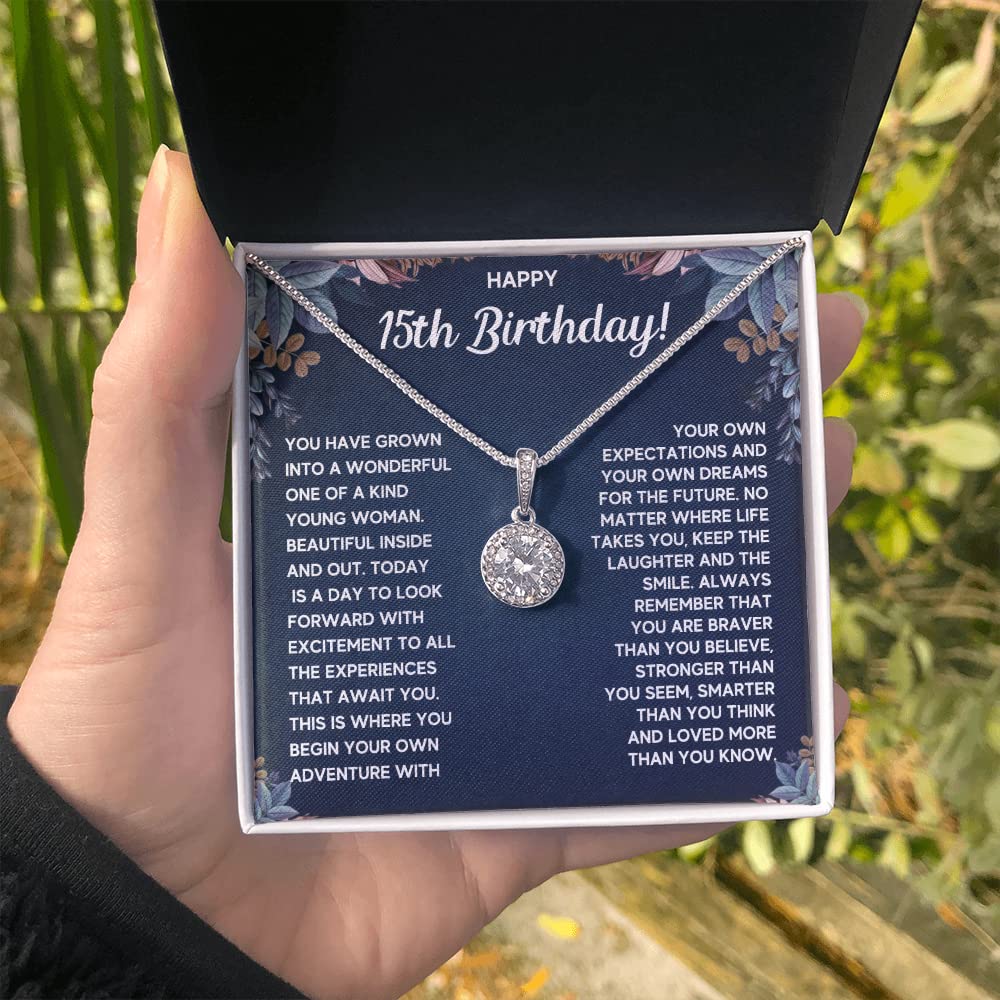 HAPPY
15th Birthday!
YOU HAVE GROWN
INTO A WONDERFUL
ONE OF A KIND
YOUNG WOMAN.
BEAUTIFUL INSIDE
AND OUT. TODAY
IS A DAY TO LOOK
FORWARD WITH
EXCITEMENT TO ALL
THE EXPERIENCES
THAT AWAIT YOU.
THIS IS WHERE YOU
BEGIN YOUR OWN
ADVENTURE WITH
YOUR OWN
EXPECTATIONS AND
YOUR OWN DREAMS
FOR THE FUTURE. NO
MATTER WHERE LIFE
TAKES YOU, KEEP THE
LAUGHTER AND THE
SMILE. ALWAYS
REMEMBER THAT
YOU ARE BRAVER
THAN YOU BELIEVE,
STRONGER THAN
YOU SEEM, SMARTER
THAN YOU THINK
AND LOVED MORE
THAN YOU KNOW.